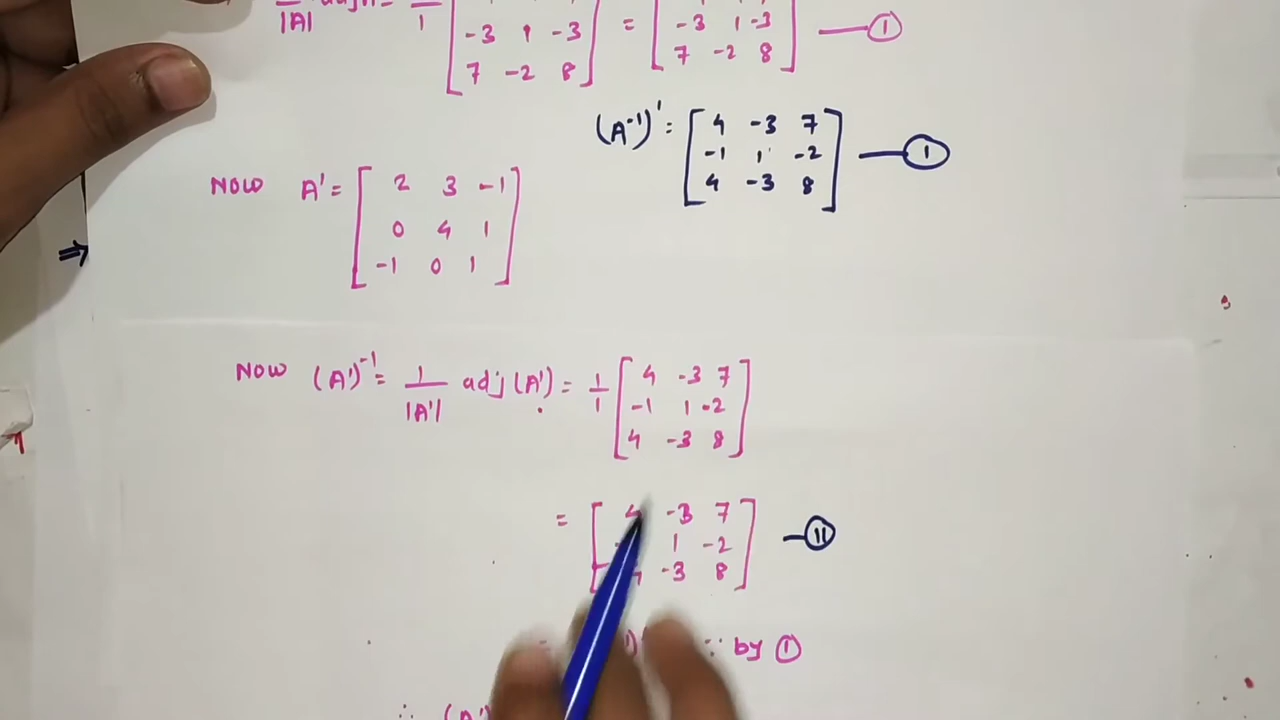 |A| 1 [ -3 1 -3 ] = [ -3 1 -3 ] — ①
[ 7 -2 8 ] [ 7 -2 8 ]
(A⁻¹)' = [ 4 -3 7 ] — ①
[ -1 1 -2 ]
[ 4 -3 8 ]
NOW A' = [ 2 3 -1 ]
[ 0 4 1 ]
[ -1 0 1 ]
⇒
NOW (A')⁻¹ = 1/|A'| adj (A') = 1/1 [ 4 -3 7 ]
[ -1 1 -2 ]
[ 4 -3 8 ]
= [ 4 -3 7 ] — ⑪
[ 1 -2 ]
[ 4 -3 8 ]
∵ by ①
∴ (A')